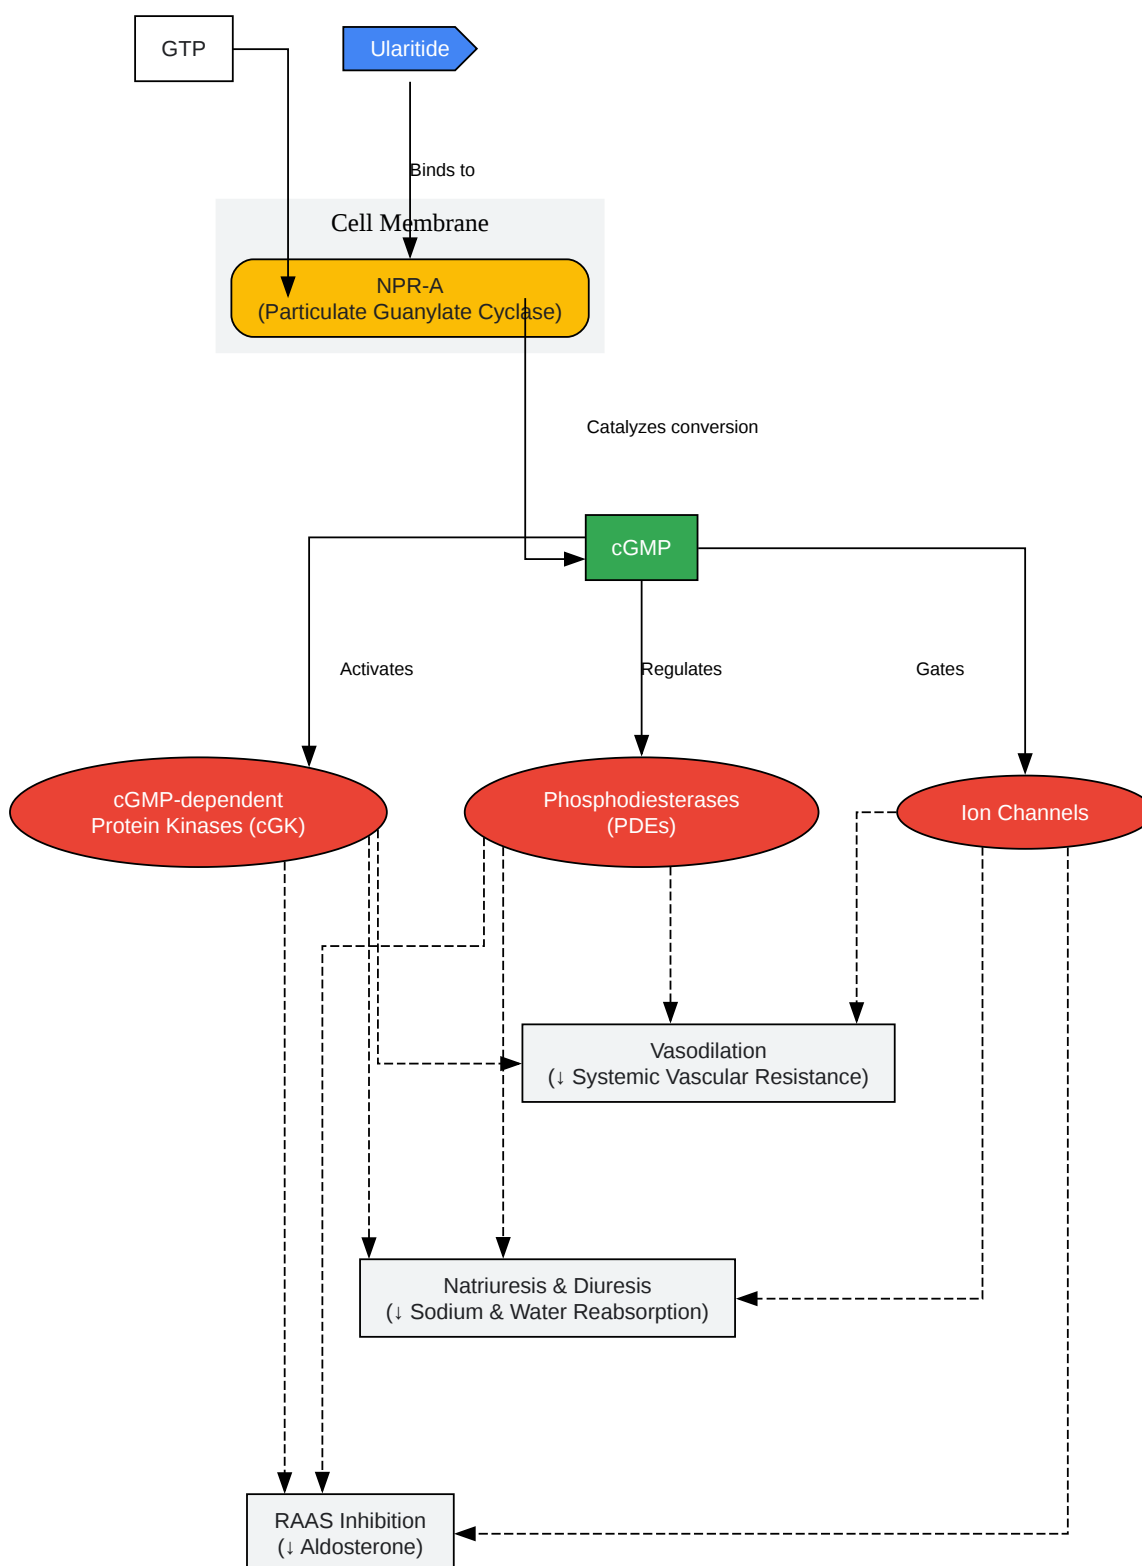 GTP
Ularitide
Binds to
Cell Membrane
NPR-A
(Particulate Guanylate Cyclase)
Catalyzes conversion
cGMP
Activates
Regulates
Gates
cGMP-dependent
Protein Kinases (cGK)
Phosphodiesterases
(PDEs)
Ion Channels
Vasodilation
(↓ Systemic Vascular Resistance)
Natriuresis & Diuresis
(↓ Sodium & Water Reabsorption)
RAAS Inhibition
(↓ Aldosterone)